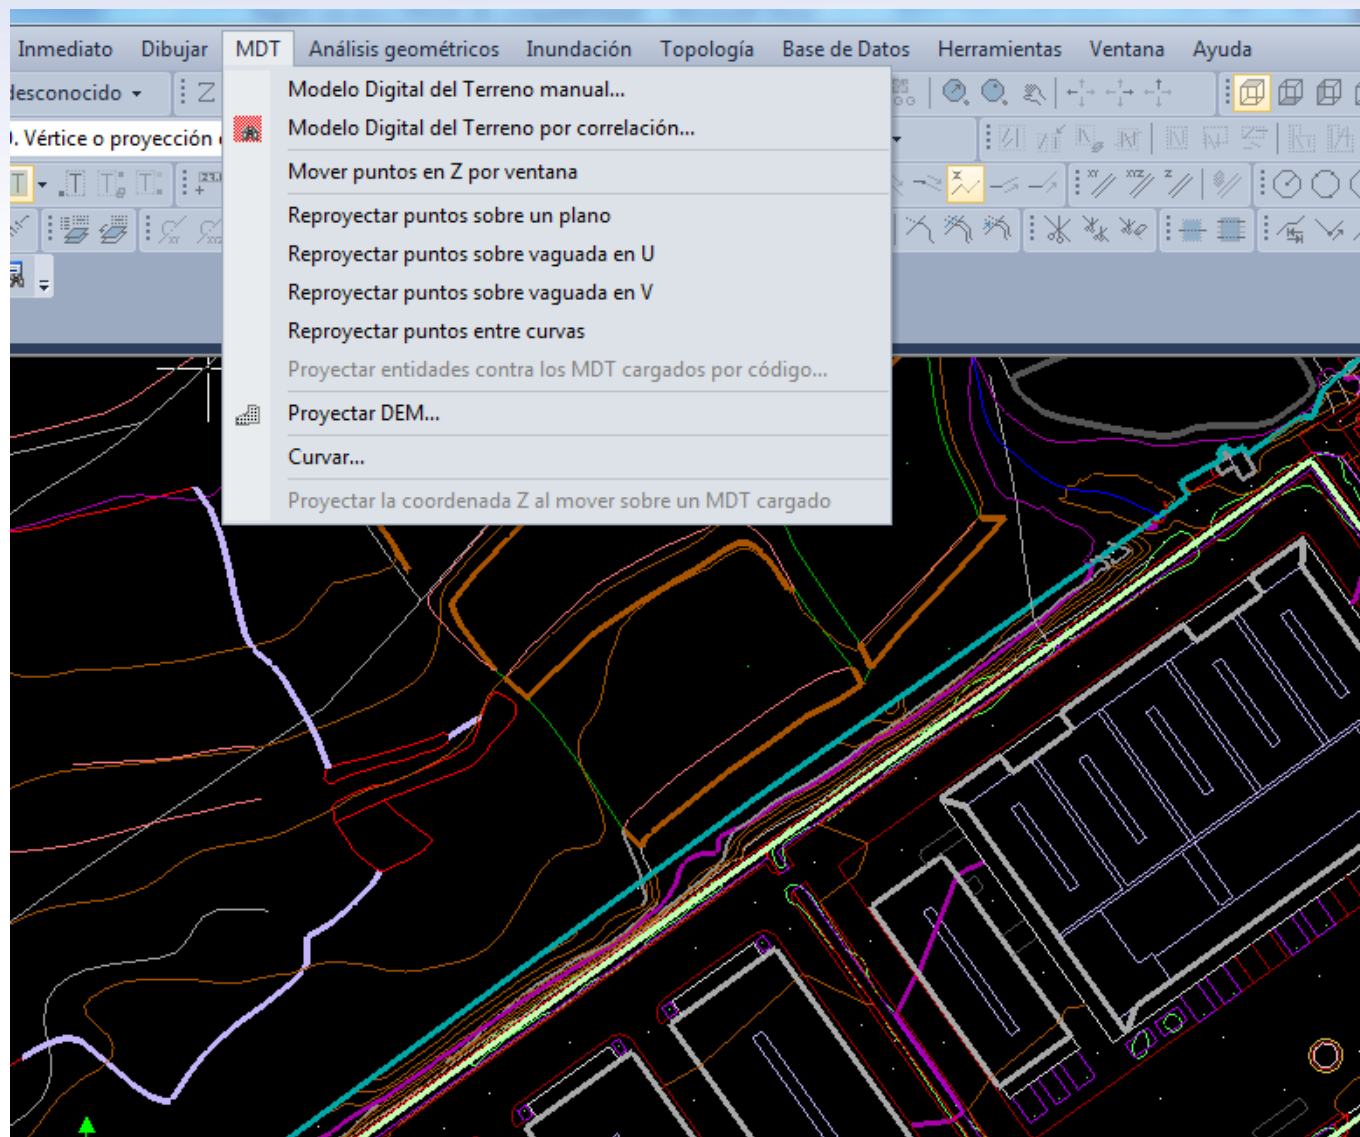 Inmediato Dibujar MDT Análisis geométricos Inundación Topología Base de Datos Herramientas Ventana Ayuda
desconocido
Modelo Digital del Terreno manual...
Modelo Digital del Terreno por correlación...
. Vértice o proyección
Mover puntos en Z por ventana
Reproyectar puntos sobre un plano
Reproyectar puntos sobre vaguada en U
Reproyectar puntos sobre vaguada en V
Reproyectar puntos entre curvas
Proyectar entidades contra los MDT cargados por código...
Proyectar DEM...
Curvar...
Proyectar la coordenada Z al mover sobre un MDT cargado